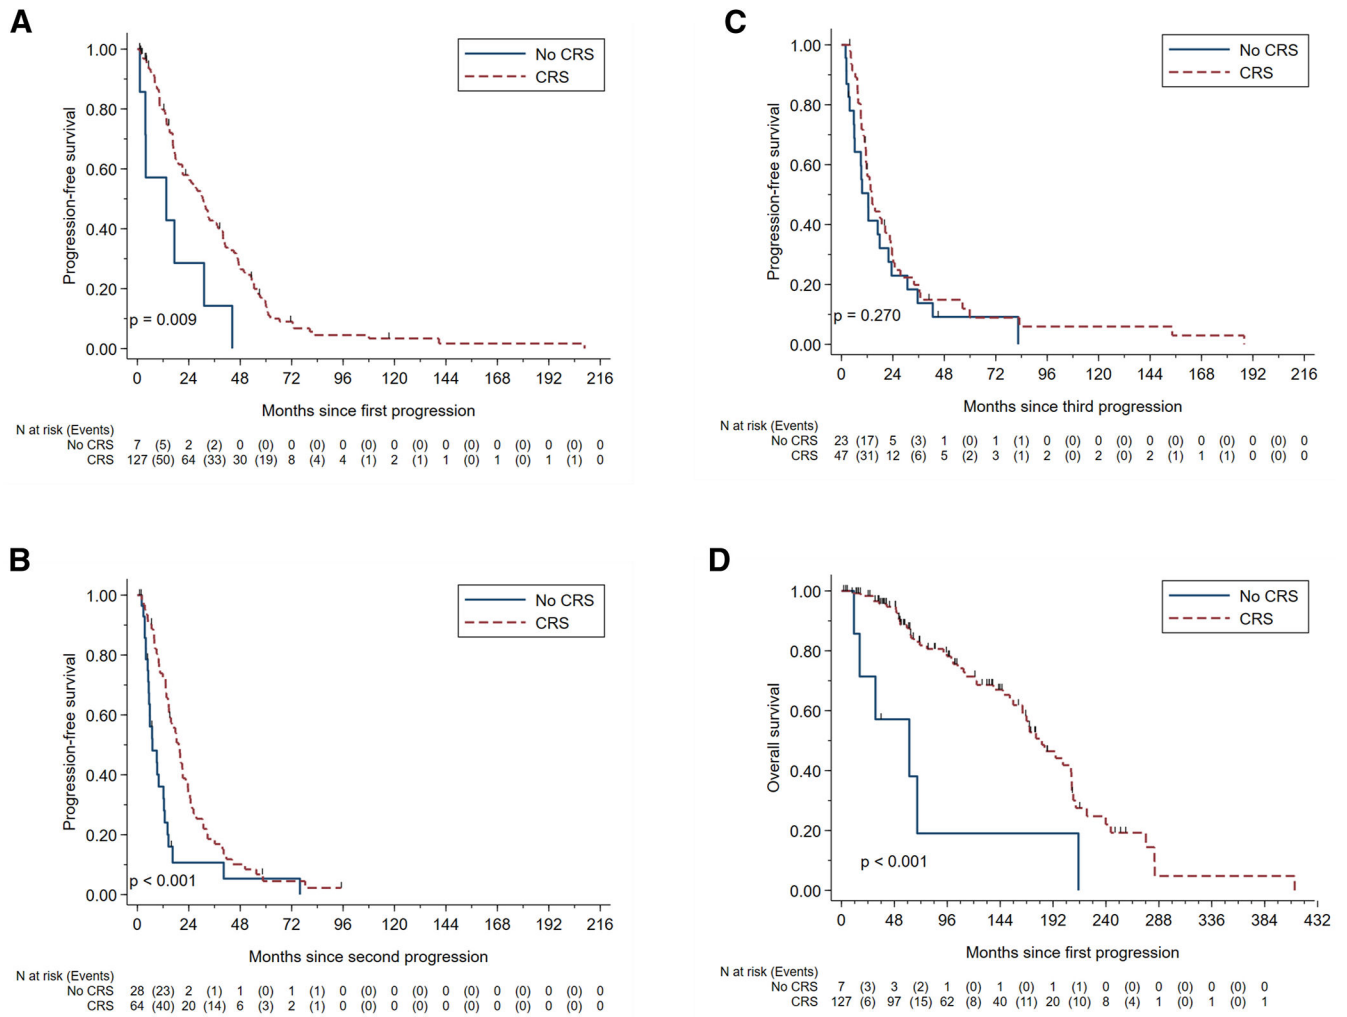 A
1.00
0.80
0.60
0.40
0.20
0.00
Progression-free survival
No CRS
CRS
p = 0.009
0 24 48 72 96 120 144 168 192 216
Months since first progression
N at risk (Events)
No CRS 7 (5) 2 (2) 0 (0) 0 (0) 0 (0) 0 (0) 0 (0) 0 (0) 0 (0) 0
CRS 127 (50) 64 (33) 30 (19) 8 (4) 4 (1) 2 (1) 1 (0) 1 (0) 1 (1) 0
C
1.00
0.80
0.60
0.40
0.20
0.00
Progression-free survival
No CRS
CRS
p = 0.270
0 24 48 72 96 120 144 168 192 216
Months since third progression
N at risk (Events)
No CRS 23 (17) 5 (3) 1 (0) 1 (1) 0 (0) 0 (0) 0 (0) 0 (0) 0 (0) 0
CRS 47 (31) 12 (6) 5 (2) 3 (1) 2 (0) 2 (0) 2 (1) 1 (1) 0 (0) 0
B
1.00
0.80
0.60
0.40
0.20
0.00
Progression-free survival
No CRS
CRS
p < 0.001
0 24 48 72 96 120 144 168 192 216
Months since second progression
N at risk (Events)
No CRS 28 (23) 2 (1) 1 (0) 1 (1) 0 (0) 0 (0) 0 (0) 0 (0) 0 (0) 0
CRS 64 (40) 20 (14) 6 (3) 2 (1) 0 (0) 0 (0) 0 (0) 0 (0) 0 (0) 0
D
1.00
0.80
0.60
0.40
0.20
0.00
Overall survival
No CRS
CRS
p < 0.001
0 48 96 144 192 240 288 336 384 432
Months since first progression
N at risk (Events)
No CRS 7 (3) 3 (2) 1 (0) 1 (0) 1 (1) 0 (0) 0 (0) 0 (0) 0
CRS 127 (6) 97 (15) 62 (8) 40 (11) 20 (10) 8 (4) 1 (0) 1 (0) 1